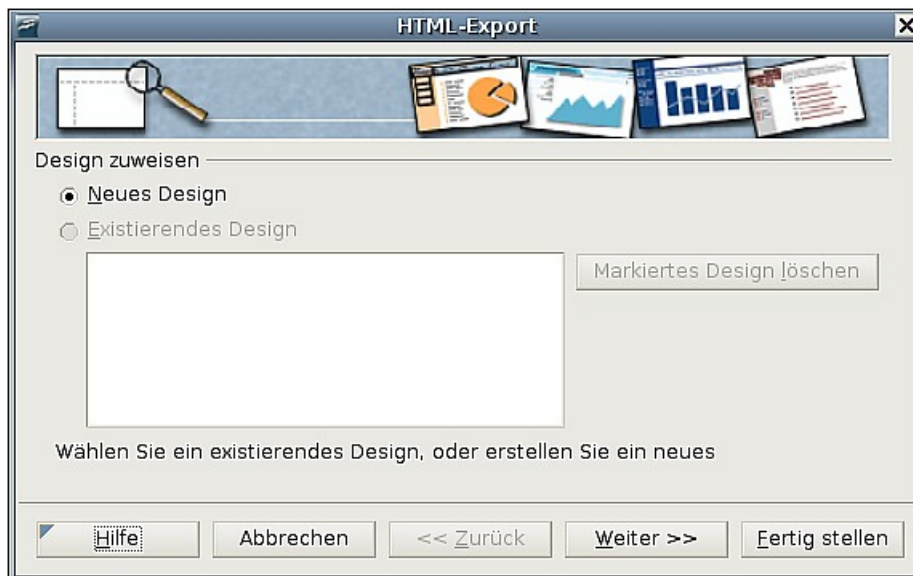 HTML-Export
Design zuweisen
Neues Design
Existierendes Design
Markiertes Design löschen
Wählen Sie ein existierendes Design, oder erstellen Sie ein neues
Hilfe
Abbrechen
<< Zurück
Weiter >>
Fertig stellen